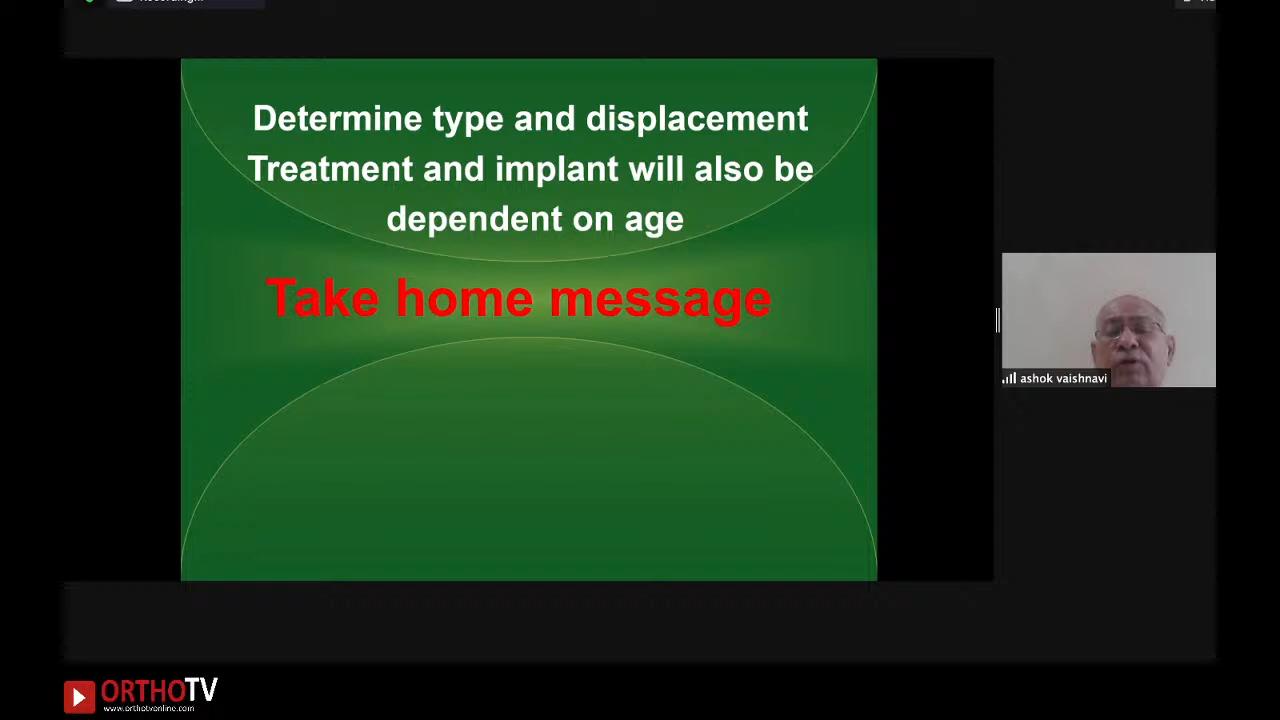 Determine type and displacement
Treatment and implant will also be
dependent on age
Take home message
ashok vaishnavi
ORTHOTV
www.orthotvonline.com